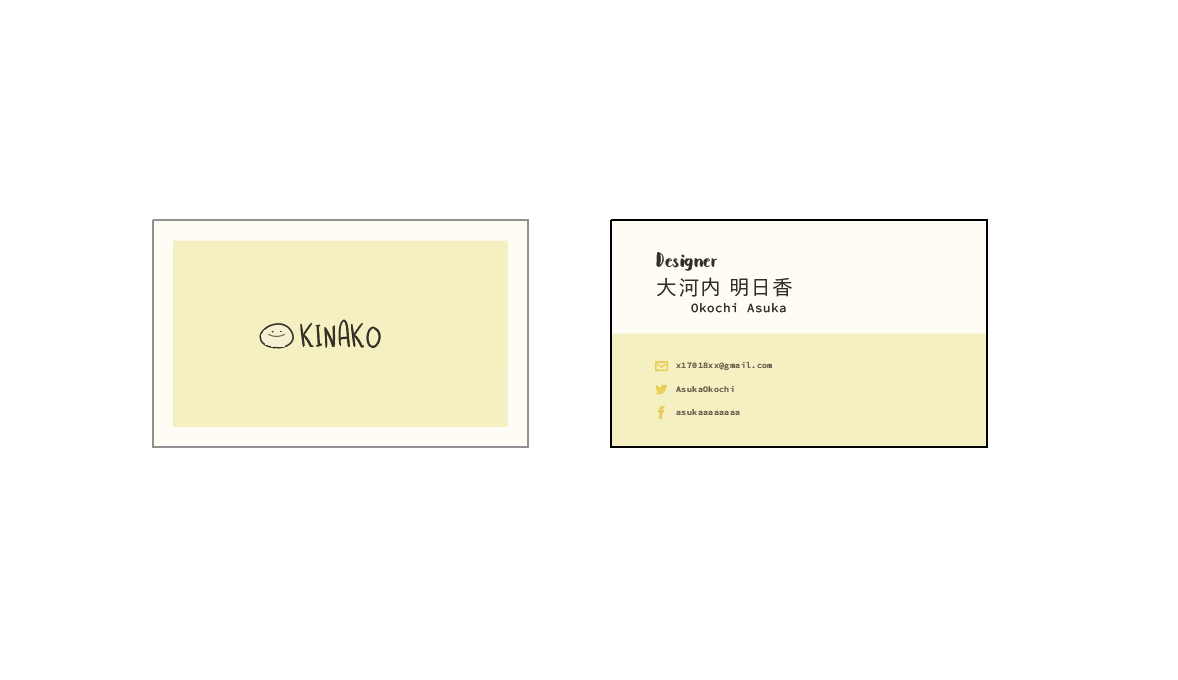 KINAKO
Designer
大河内 明日香
Okochi Asuka
x17018xx@gmail.com
AsukaOkochi
asukaaaaaaaa